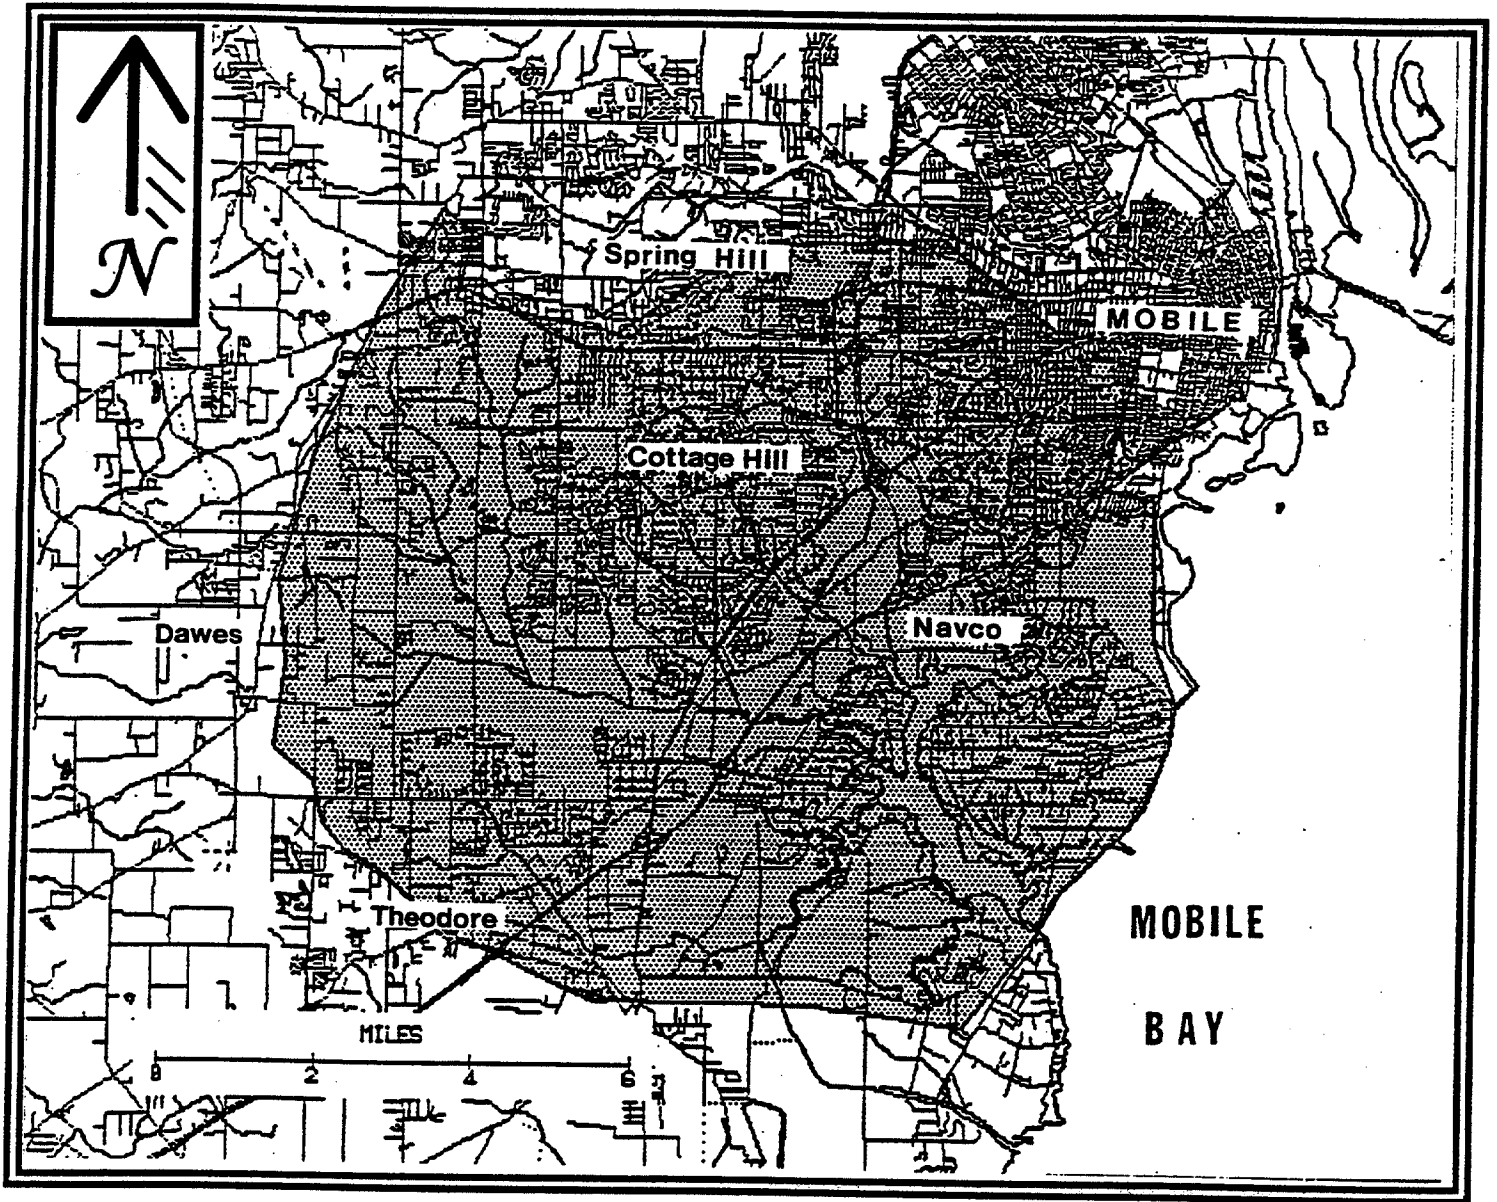 N
Spring Hill
MOBILE
Cottage Hill
Dawes
Navco
Theodore
MOBILE
BAY
MILES
0 2 4 6